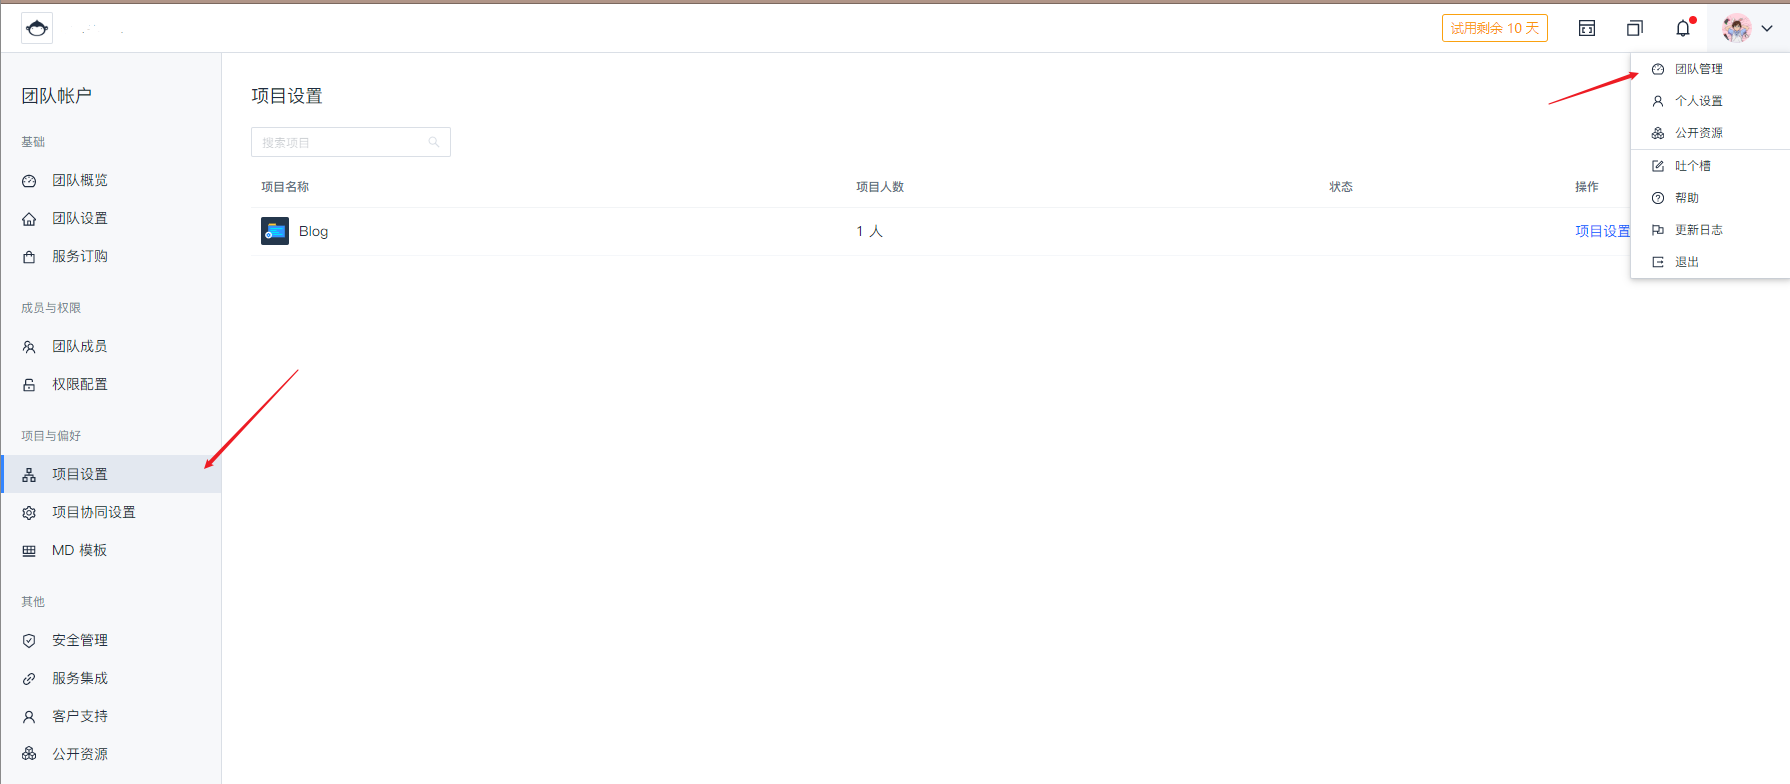 试用剩余 10 天
团队帐户
基础
团队概览
团队设置
服务订购
成员与权限
团队成员
权限配置
项目与偏好
项目设置
项目协同设置
MD 模板
其他
安全管理
服务集成
客户支持
公开资源
项目设置
搜索项目
项目名称 项目人数 状态 操作
Blog 1 人 项目设置
团队管理
个人设置
公开资源
吐个槽
帮助
更新日志
退出